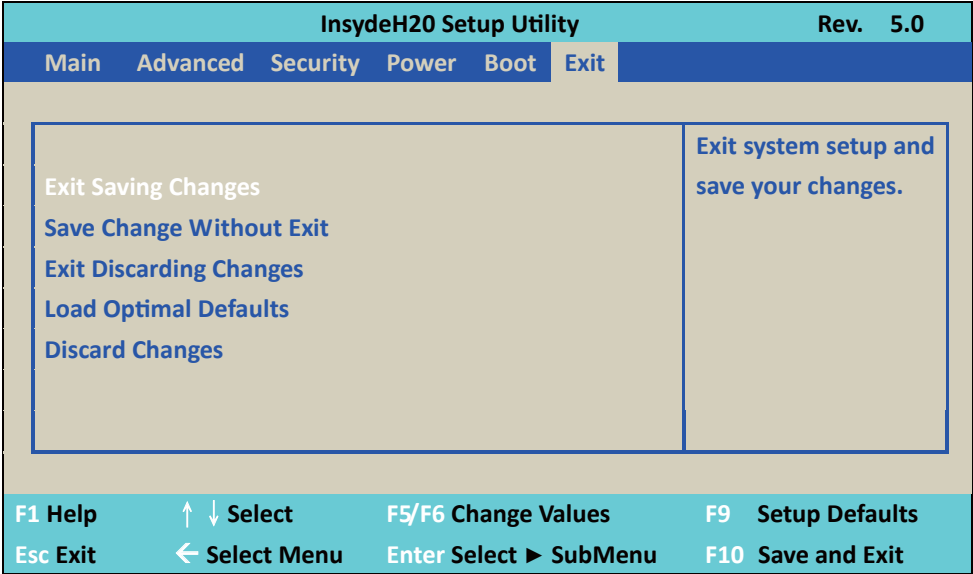 InsydeH20 Setup Utility Rev. 5.0
Main Advanced Security Power Boot Exit
Exit system setup and
save your changes.
Exit Saving Changes
Save Change Without Exit
Exit Discarding Changes
Load Optimal Defaults
Discard Changes
F1 Help ↑ ↓ Select F5/F6 Change Values F9 Setup Defaults
Esc Exit ← Select Menu Enter Select ► SubMenu F10 Save and Exit